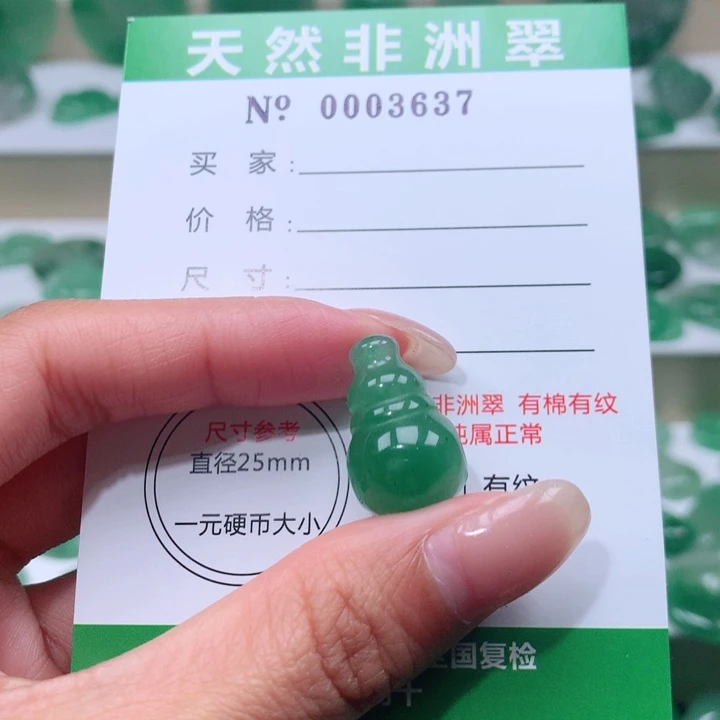 天然非洲翠
Nº 0003637
买 家:
价 格:
尺 寸:
非洲翠 有棉有纹
纯属正常
尺寸参考
直径25mm
有纹
一元硬币大小
国复检